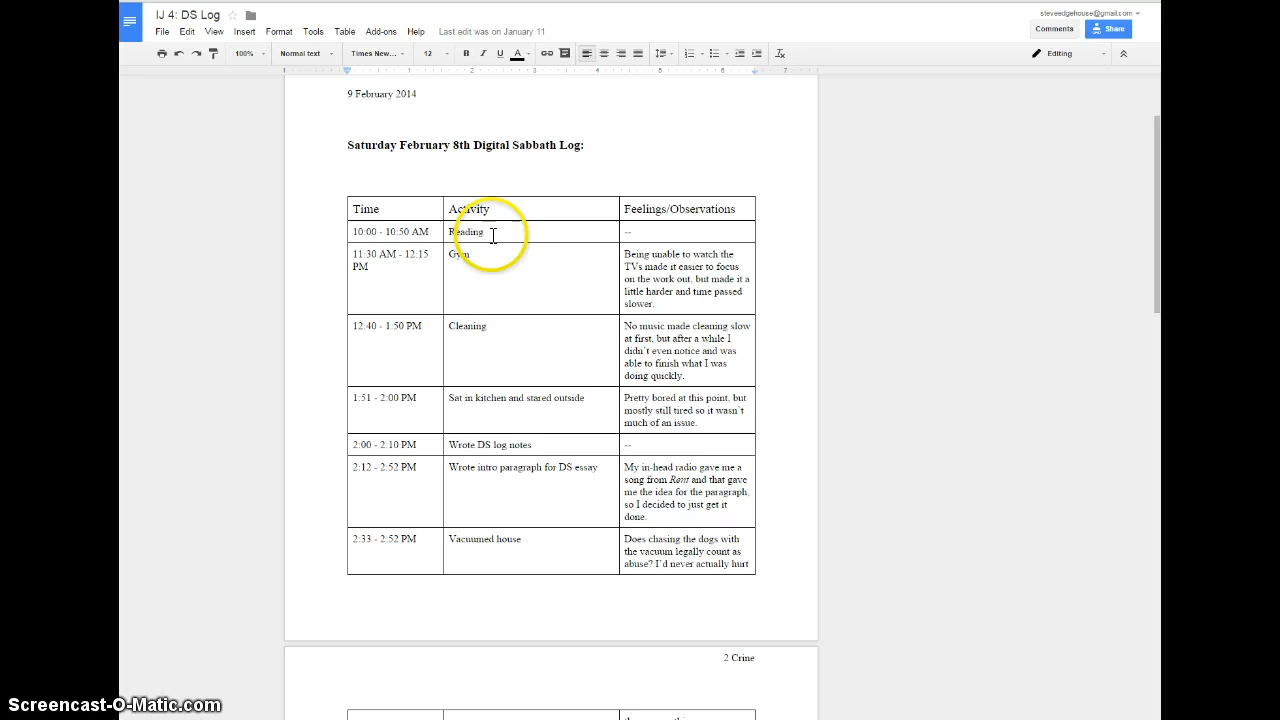 IJ 4: DS Log
steveedgehouse@gmail.com
File Edit View Insert Format Tools Table Add-ons Help Last edit was on January 11
Comments Share
100% Normal text Times New... 12 B I U A Editing
1 1 2 3 4 5 6 7
9 February 2014
Saturday February 8th Digital Sabbath Log:
Time Activity Feelings/Observations
10:00 - 10:50 AM Reading --
11:30 AM - 12:15 PM
Gym
Being unable to watch the
TVs made it easier to focus
on the work out, but made it a
little harder and time passed
slower.
12:40 - 1:50 PM Cleaning
No music made cleaning slow
at first, but after a while I
didn't even notice and was
able to finish what I was
doing quickly.
1:51 - 2:00 PM Sat in kitchen and stared outside
Pretty bored at this point, but
mostly still tired so it wasn't
much of an issue.
2:00 - 2:10 PM Wrote DS log notes --
2:12 - 2:52 PM Wrote intro paragraph for DS essay
My in-head radio gave me a
song from Rent and that gave
me the idea for the paragraph,
so I decided to just get it
done.
2:33 - 2:52 PM Vacuumed house
Does chasing the dogs with
the vacuum legally count as
abuse? I'd never actually hurt
2 Crine
Screencast-O-Matic.com